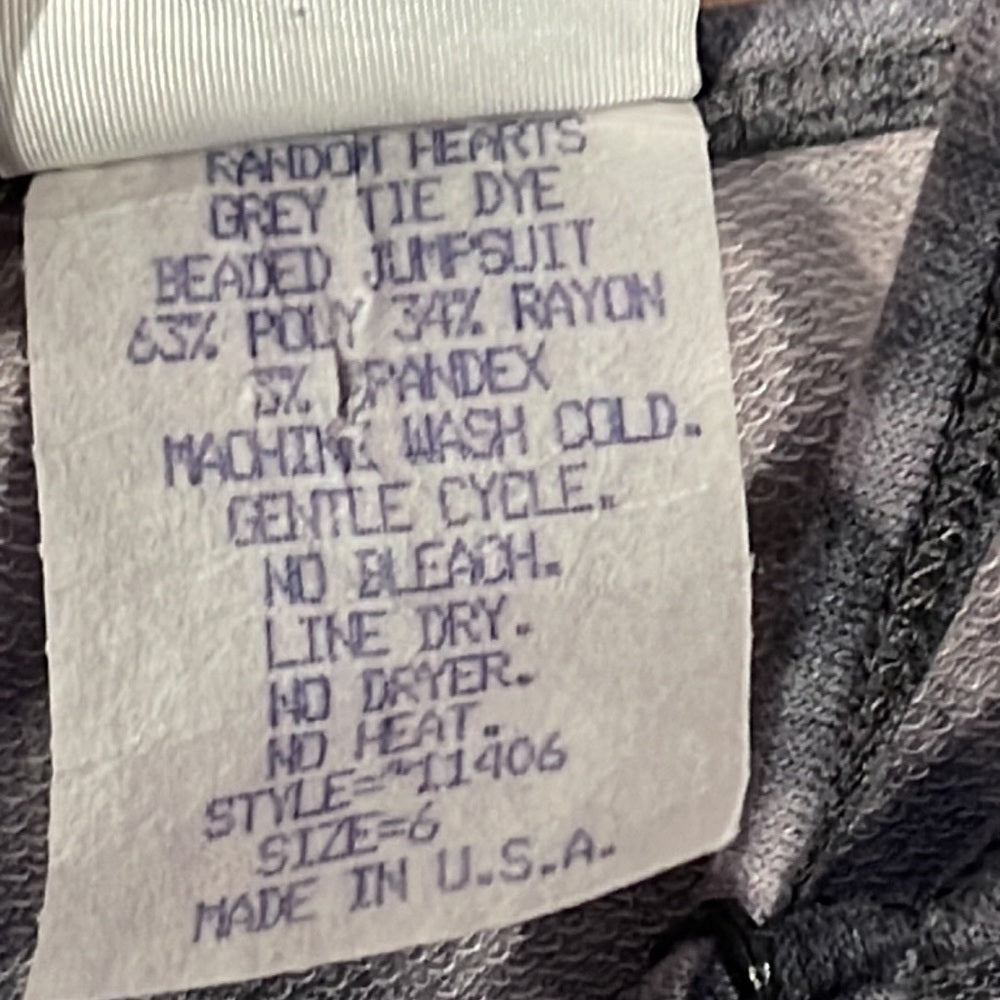 RANDOM HEARTS
GREY TIE DYE
BEADED JUMPSUIT
63% POLY 34% RAYON
3% SPANDEX
MACHINE WASH COLD.
GENTLE CYCLE.
NO BLEACH.
LINE DRY.
NO DRYER.
NO HEAT.
STYLE=~11406
SIZE=6
MADE IN U.S.A.